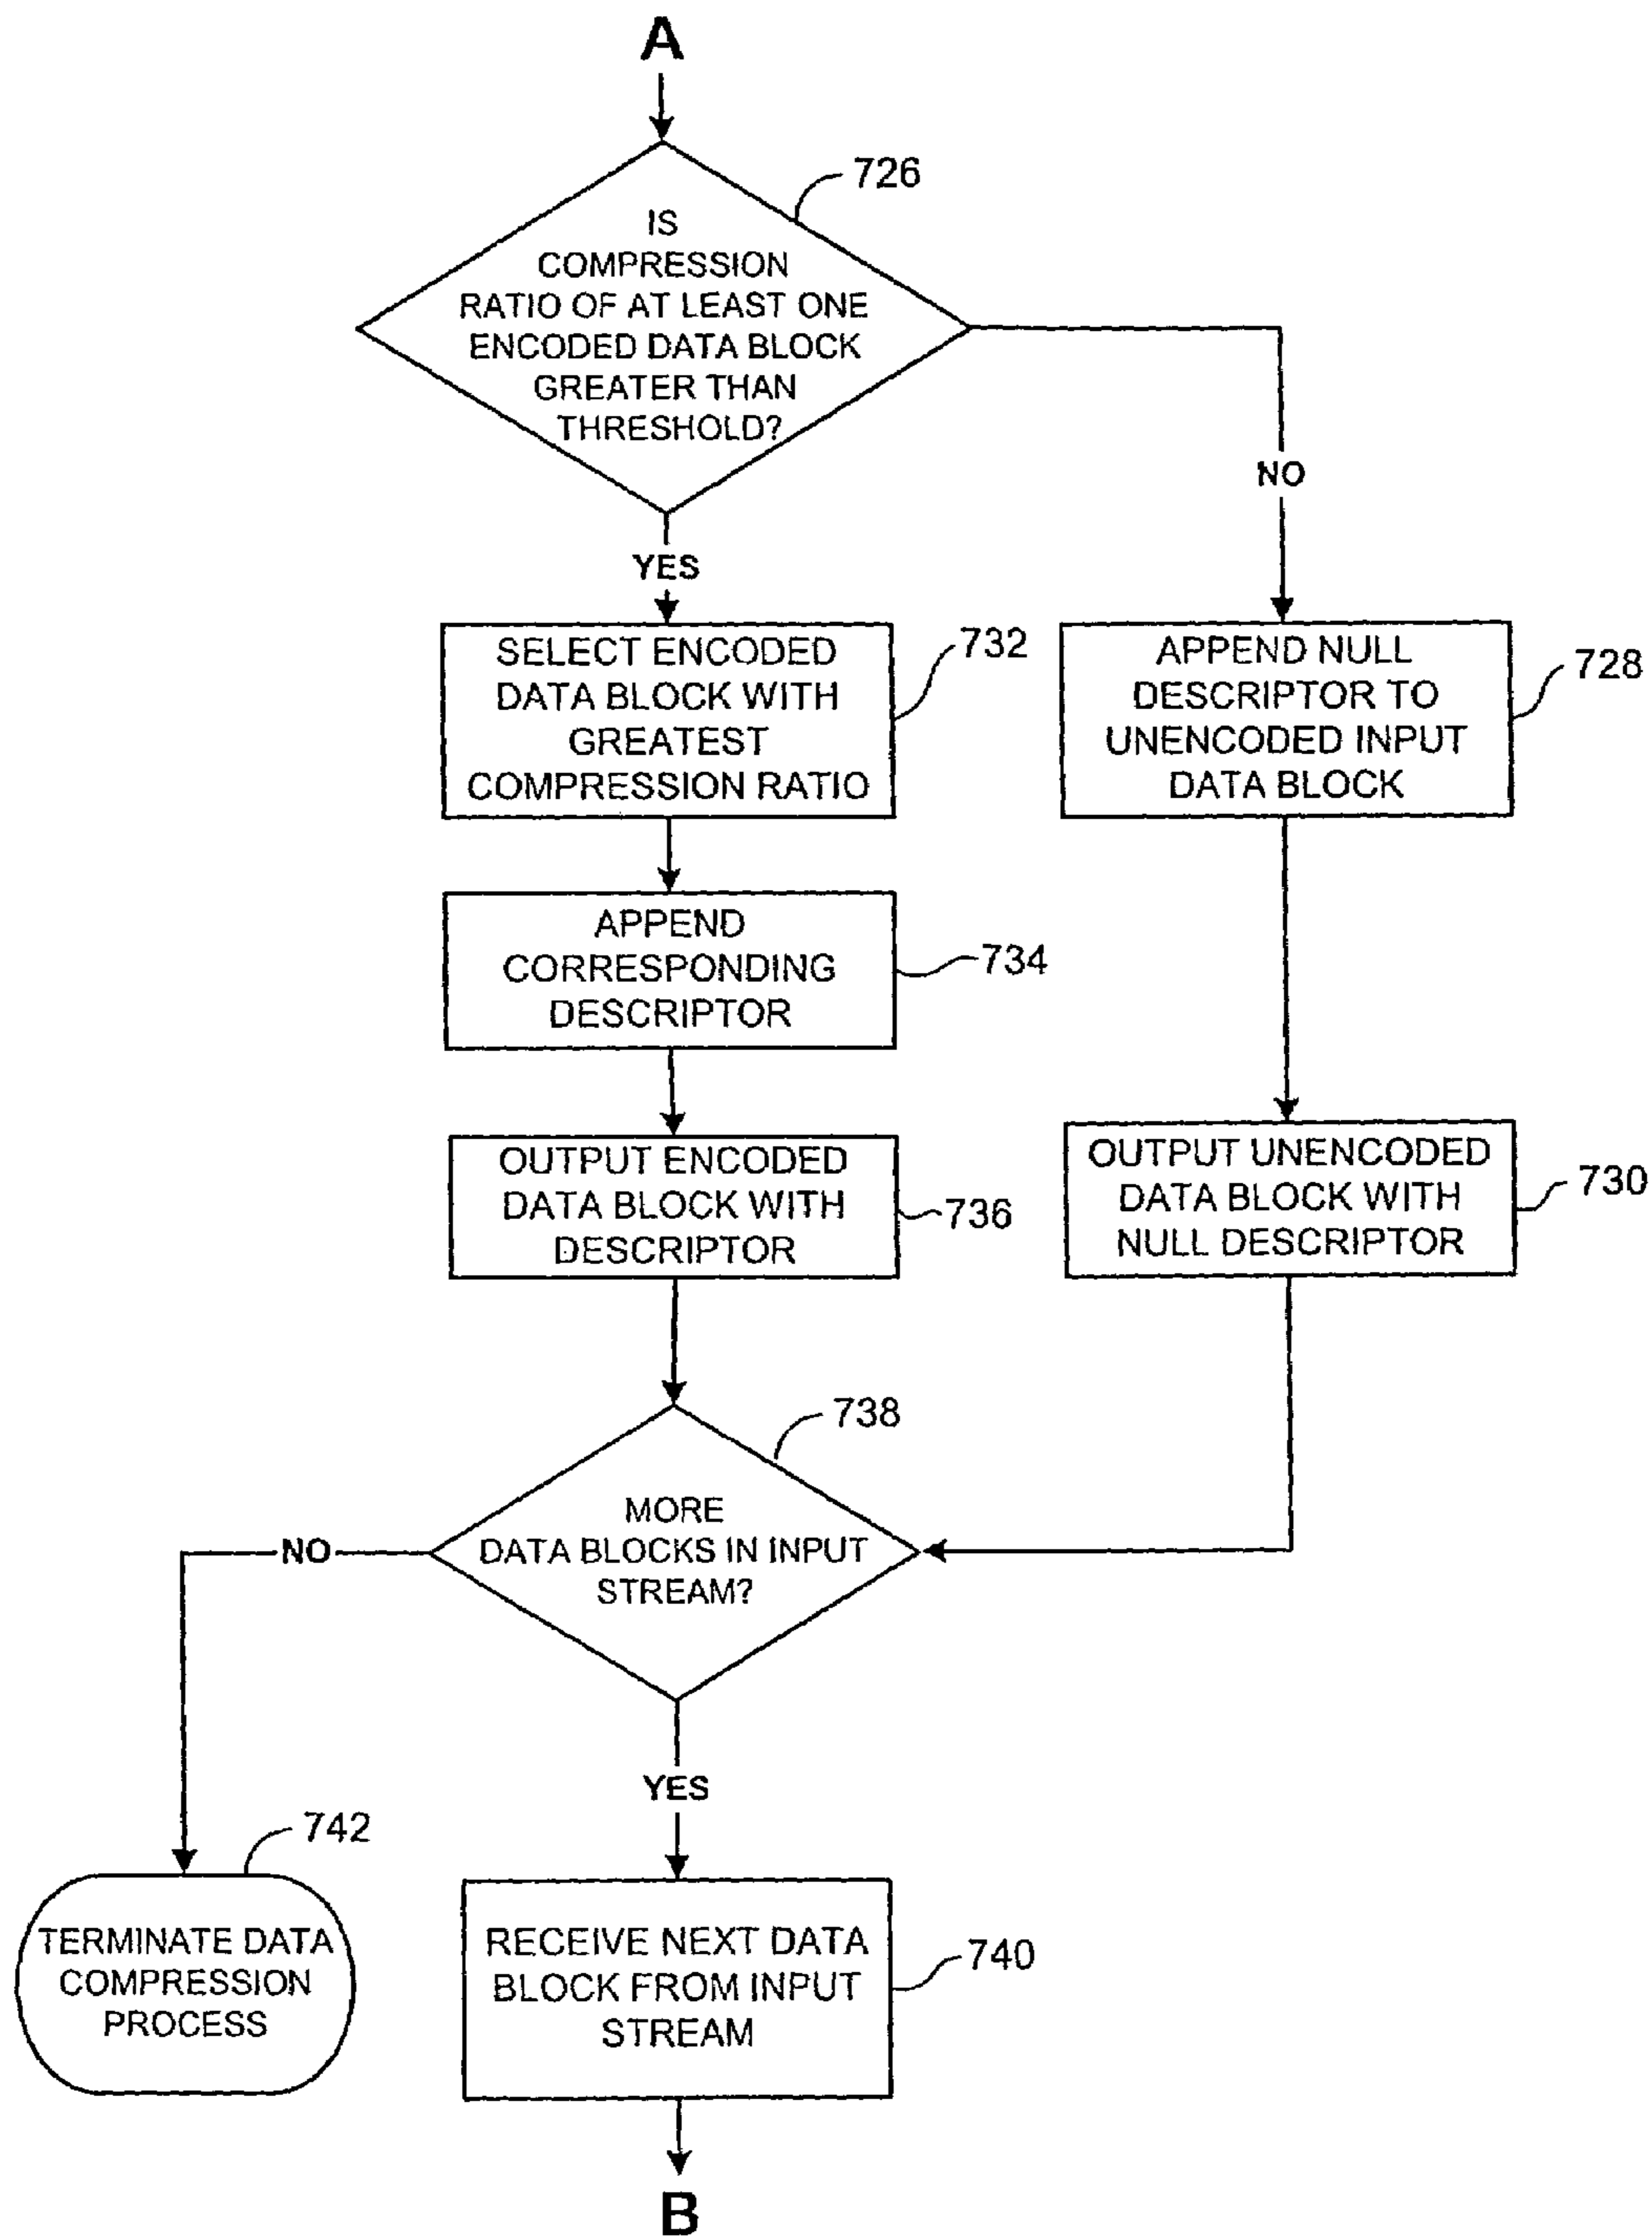 A
726
IS
COMPRESSION
RATIO OF AT LEAST ONE
ENCODED DATA BLOCK
GREATER THAN
THRESHOLD?
NO
YES
SELECT ENCODED
DATA BLOCK WITH
GREATEST
COMPRESSION RATIO
732
APPEND NULL
DESCRIPTOR TO
UNENCODED INPUT
DATA BLOCK
728
APPEND
CORRESPONDING
DESCRIPTOR
734
OUTPUT ENCODED
DATA BLOCK WITH
DESCRIPTOR
736
OUTPUT UNENCODED
DATA BLOCK WITH
NULL DESCRIPTOR
730
738
MORE
DATA BLOCKS IN INPUT
STREAM?
NO
YES
742
TERMINATE DATA
COMPRESSION
PROCESS
RECEIVE NEXT DATA
BLOCK FROM INPUT
STREAM
740
B